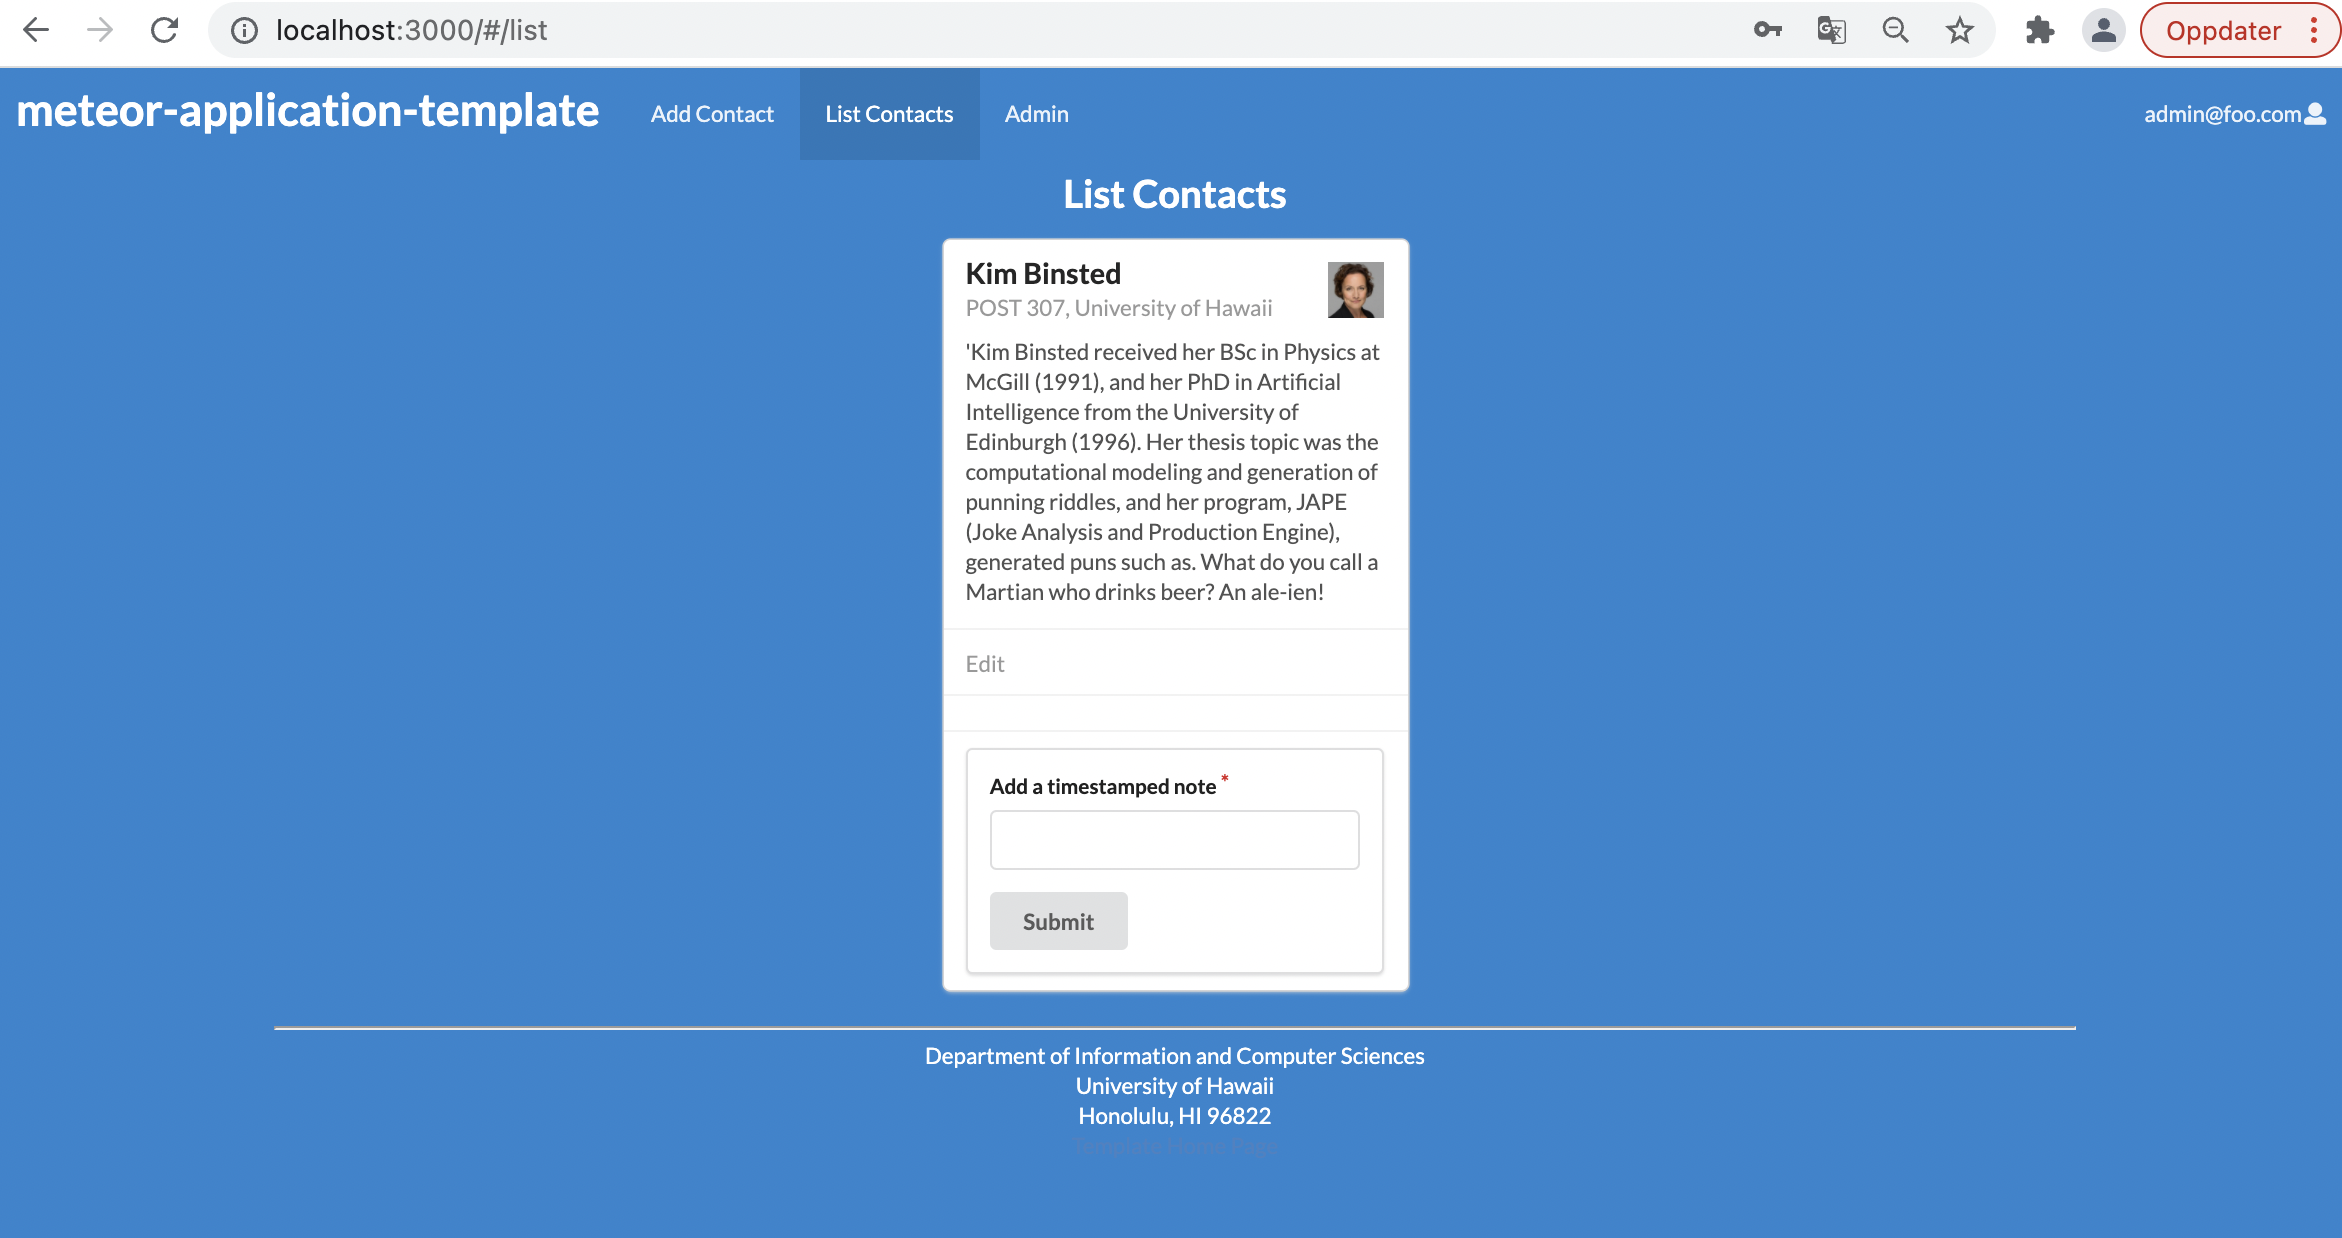 localhost:3000/#/list
Oppdater
meteor-application-template
Add Contact
List Contacts
Admin
admin@foo.com
List Contacts
Kim Binsted
POST 307, University of Hawaii
'Kim Binsted received her BSc in Physics at
McGill (1991), and her PhD in Artificial
Intelligence from the University of
Edinburgh (1996). Her thesis topic was the
computational modeling and generation of
punning riddles, and her program, JAPE
(Joke Analysis and Production Engine),
generated puns such as. What do you call a
Martian who drinks beer? An ale-ien!
Edit
Add a timestamped note *
Submit
Department of Information and Computer Sciences
University of Hawaii
Honolulu, HI 96822
Template Home Page